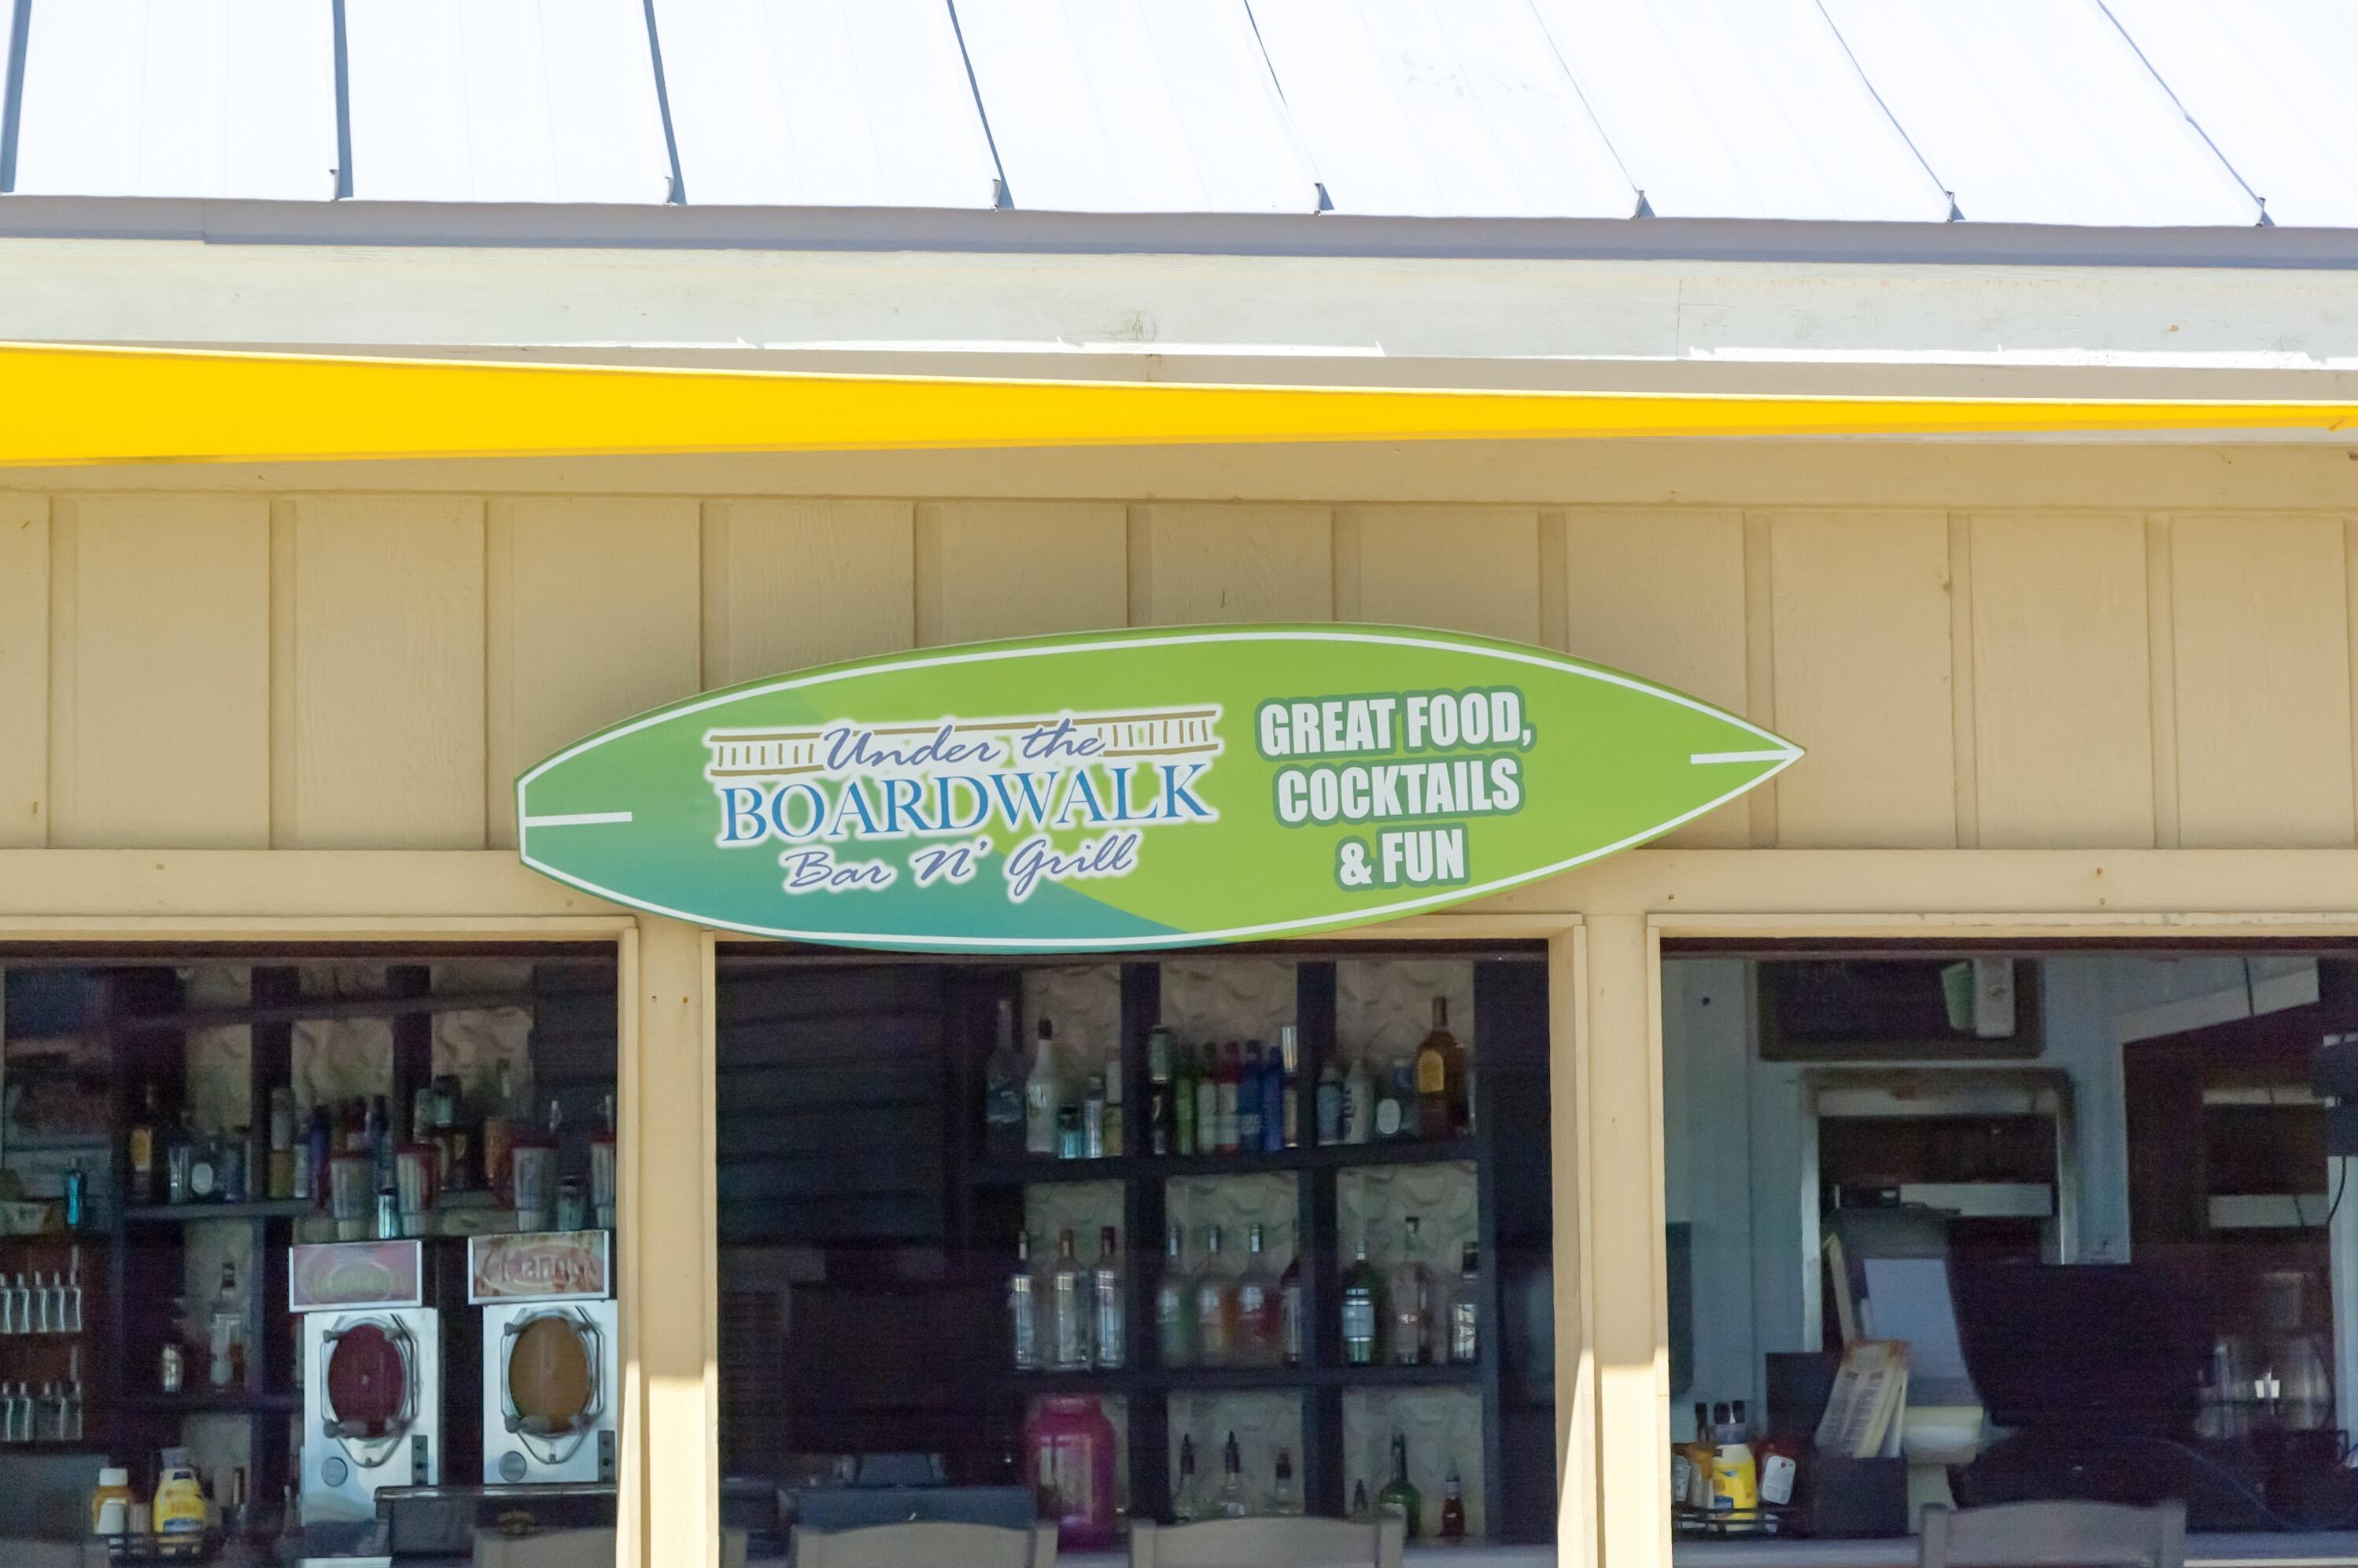 Under the
BOARDWALK
Bar N' Grill
GREAT FOOD,
COCKTAILS
& FUN